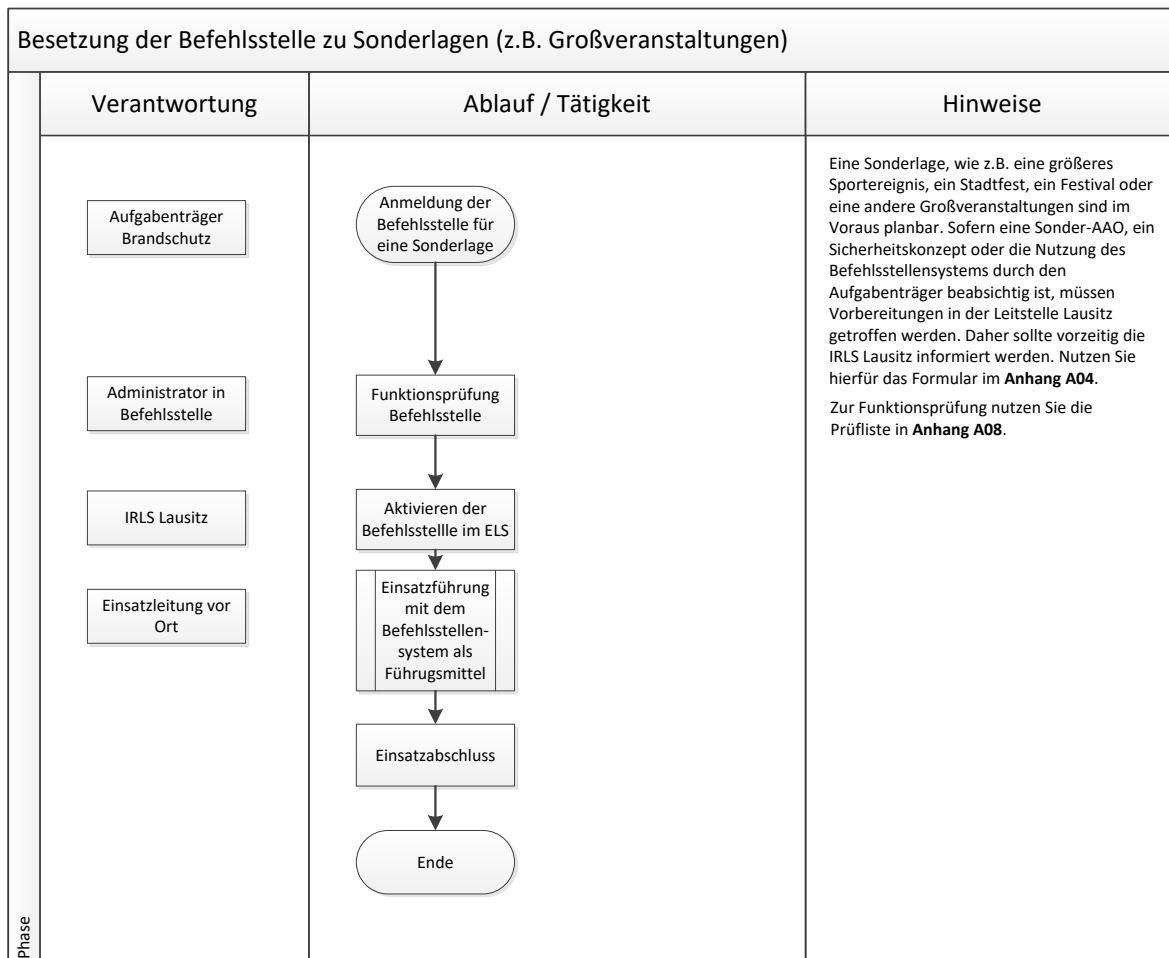 Besetzung der Befehlsstelle zu Sonderlagen (z.B. Großveranstaltungen)
Verantwortung
Ablauf / Tätigkeit
Hinweise
Aufgabenträger
Brandschutz
Anmeldung der
Befehlsstelle für
eine Sonderlage
Eine Sonderlage, wie z.B. eine größeres
Sportereignis, ein Stadtfest, ein Festival oder
eine andere Großveranstaltungen sind im
Voraus planbar. Sofern eine Sonder-AAO, ein
Sicherheitskonzept oder die Nutzung des
Befehlsstellensystems durch den
Aufgabenträger beabsichtig ist, müssen
Vorbereitungen in der Leitstelle Lausitz
getroffen werden. Daher sollte vorzeitig die
IRLS Lausitz informiert werden. Nutzen Sie
hierfür das Formular im Anhang A04.
Zur Funktionsprüfung nutzen Sie die
Prüfliste in Anhang A08.
Administrator in
Befehlsstelle
Funktionsprüfung
Befehlsstelle
IRLS Lausitz
Aktivieren der
Befehlsstellle im ELS
Einsatzleitung vor
Ort
Einsatzführung
mit dem
Befehlsstellen-
system als
Führugsmittel
Einsatzabschluss
Ende
Phase